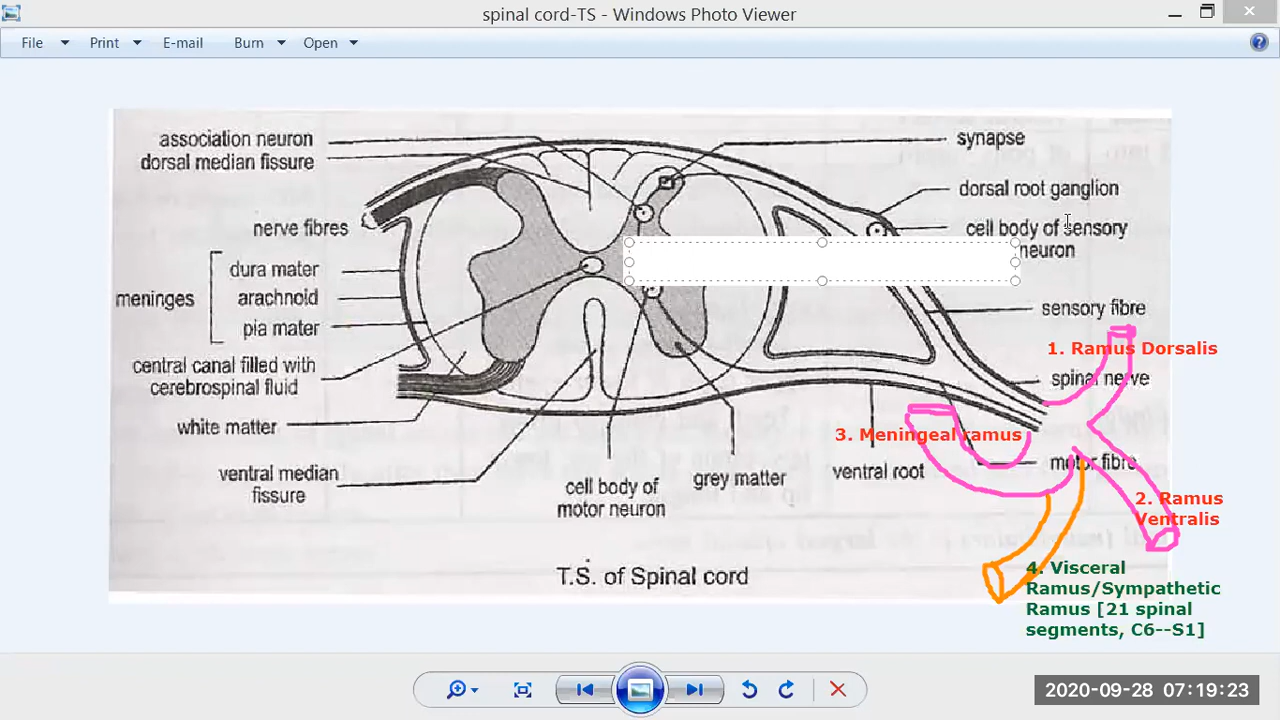 spinal cord-TS - Windows Photo Viewer
File Print E-mail Burn Open
association neuron
dorsal median fissure
synapse
dorsal root ganglion
nerve fibres
cell body of sensory
neuron
dura mater
meninges
arachnoid
pia mater
sensory fibre
1. Ramus Dorsalis
central canal filled with
cerebrospinal fluid
spinal nerve
white matter
3. Meningeal ramus
ventral median
fissure
cell body of
motor neuron
grey matter
ventral root
motor fibre
2. Ramus
Ventralis
T.S. of Spinal cord
4. Visceral
Ramus/Sympathetic
Ramus [21 spinal
segments, C6--S1]
2020-09-28 07:19:23